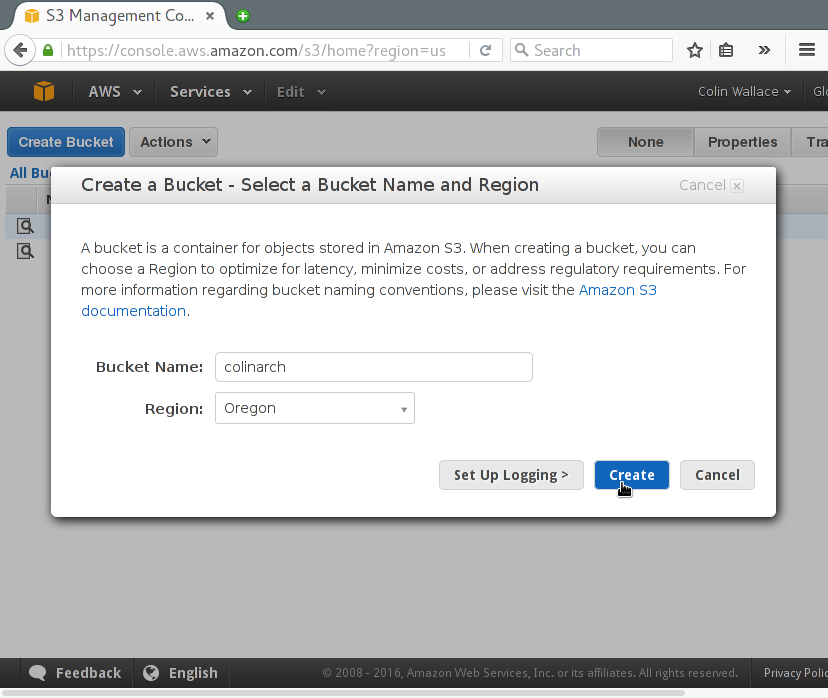 S3 Management Co...
https://console.aws.amazon.com/s3/home?region=us
Search
AWS Services Edit Colin Wallace
Create Bucket Actions None Properties
All
Create a Bucket - Select a Bucket Name and Region Cancel
A bucket is a container for objects stored in Amazon S3. When creating a bucket, you can
choose a Region to optimize for latency, minimize costs, or address regulatory requirements. For
more information regarding bucket naming conventions, please visit the Amazon S3
documentation.
Bucket Name: colinarch
Region: Oregon
Set Up Logging > Create Cancel
Feedback English © 2008 - 2016, Amazon Web Services, Inc. or its affiliates. All rights reserved. Privacy